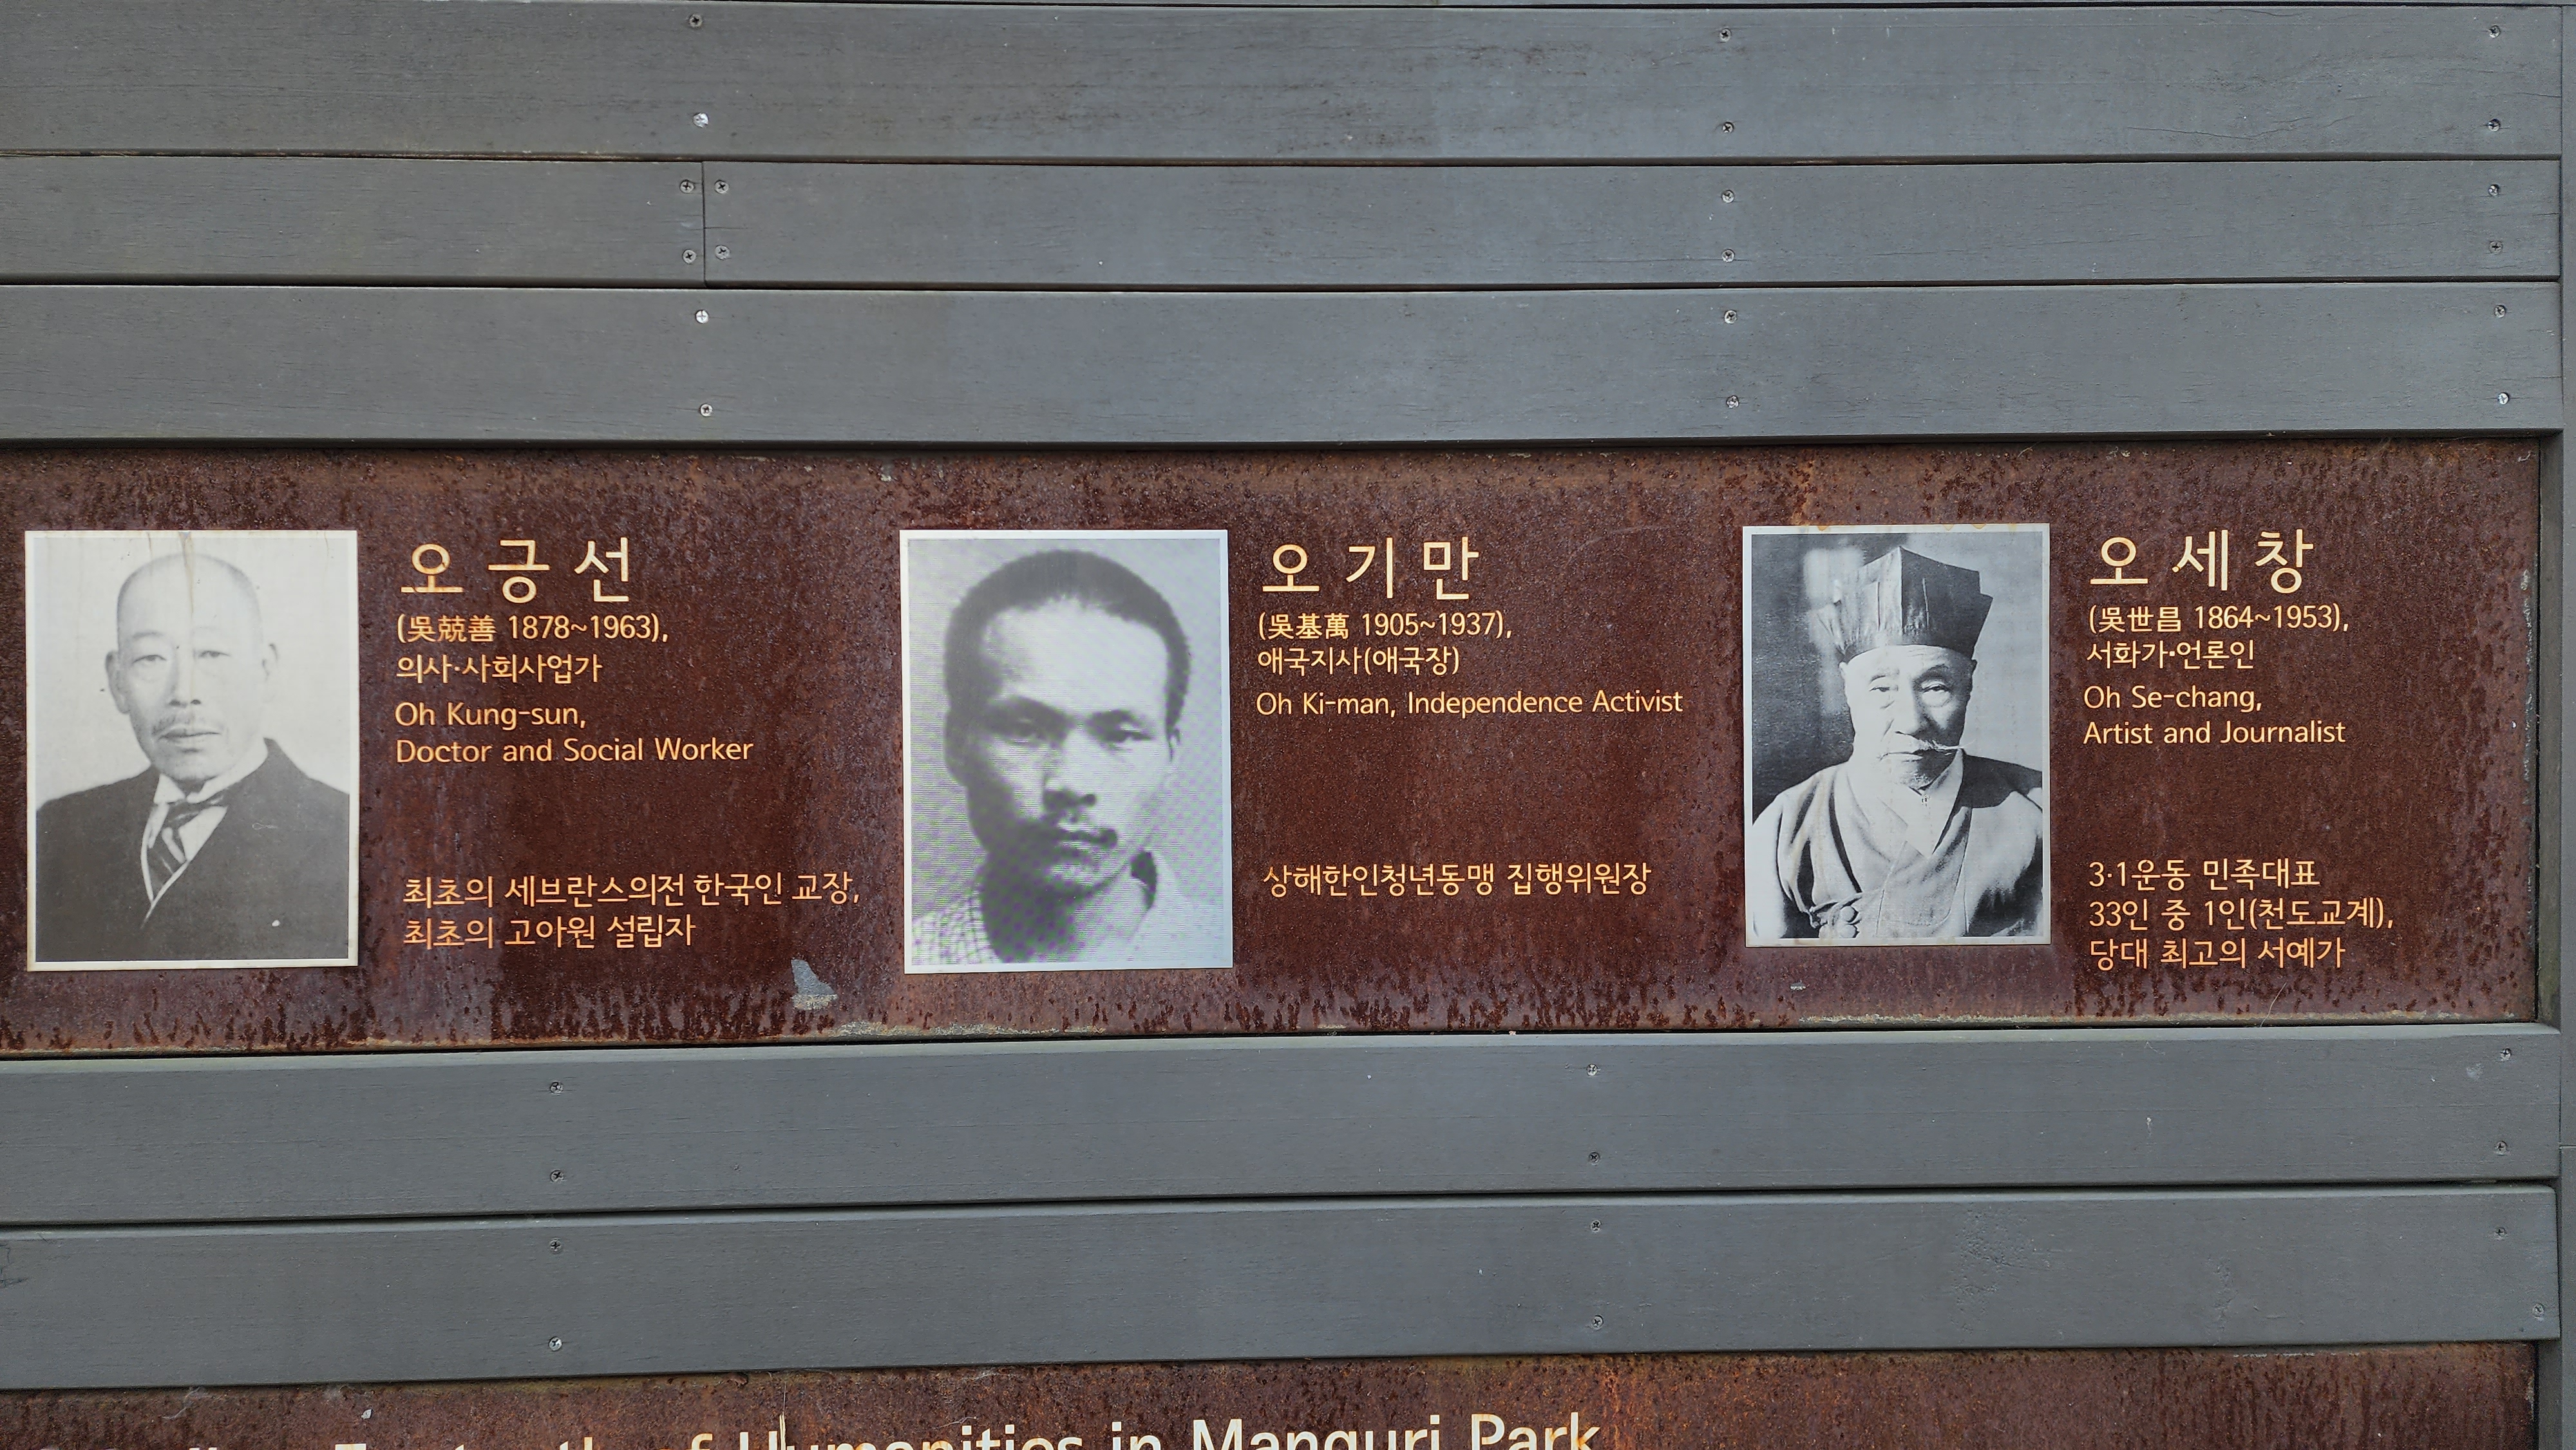 오긍선
(吳兢善 1878~1963),
의사·사회사업가
Oh Kung-sun,
Doctor and Social Worker
최초의 세브란스의전 한국인 교장,
최초의 고아원 설립자
오기만
(吳基萬 1905~1937),
애국지사(애국장)
Oh Ki-man, Independence Activist
상해한인청년동맹 집행위원장
오세창
(吳世昌 1864~1953),
서화가·언론인
Oh Se-chang,
Artist and Journalist
3·1운동 민족대표
33인 중 1인(천도교계),
당대 최고의 서예가
of Humanities in Manguri Park